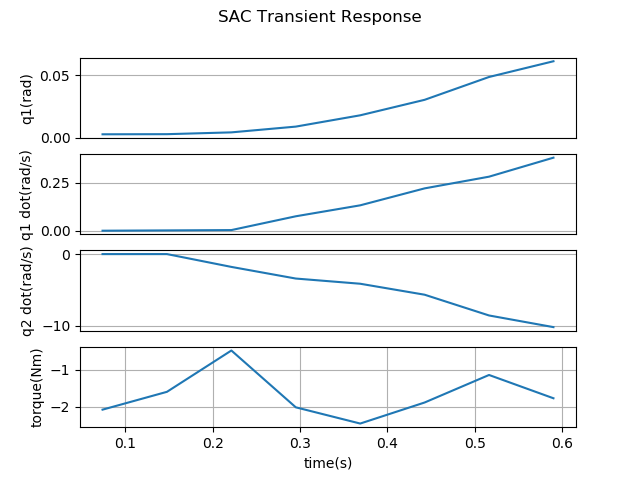 SAC Transient Response
0.05
0.00
q1(rad)
0.25
0.00
q1 dot(rad/s)
0
−10
q2 dot(rad/s)
−1
−2
torque(Nm)
0.1 0.2 0.3 0.4 0.5 0.6
time(s)